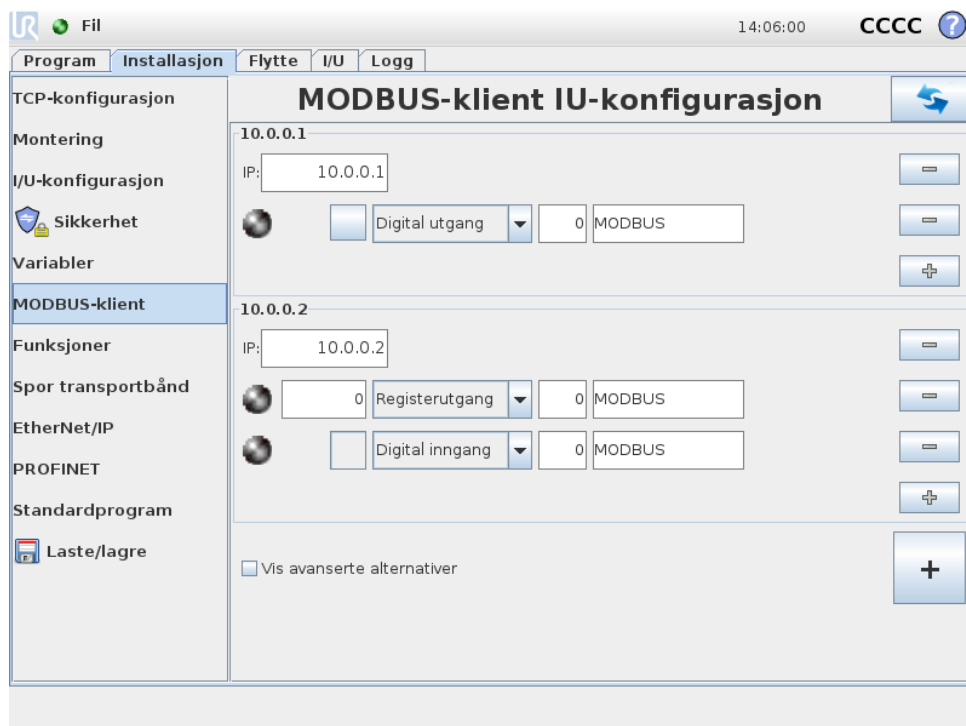 UR Fil 14:06:00 CCCC ?
Program Installasjon Flytte I/U Logg
TCP-konfigurasjon
Montering
I/U-konfigurasjon
Sikkerhet
Variabler
MODBUS-klient
Funksjoner
Spor transportbånd
EtherNet/IP
PROFINET
Standardprogram
Laste/lagre
MODBUS-klient IU-konfigurasjon
10.0.0.1
IP: 10.0.0.1
Digital utgang 0 MODBUS
10.0.0.2
IP: 10.0.0.2
0 Registerutgang 0 MODBUS
Digital inngang 0 MODBUS
Vis avanserte alternativer
+